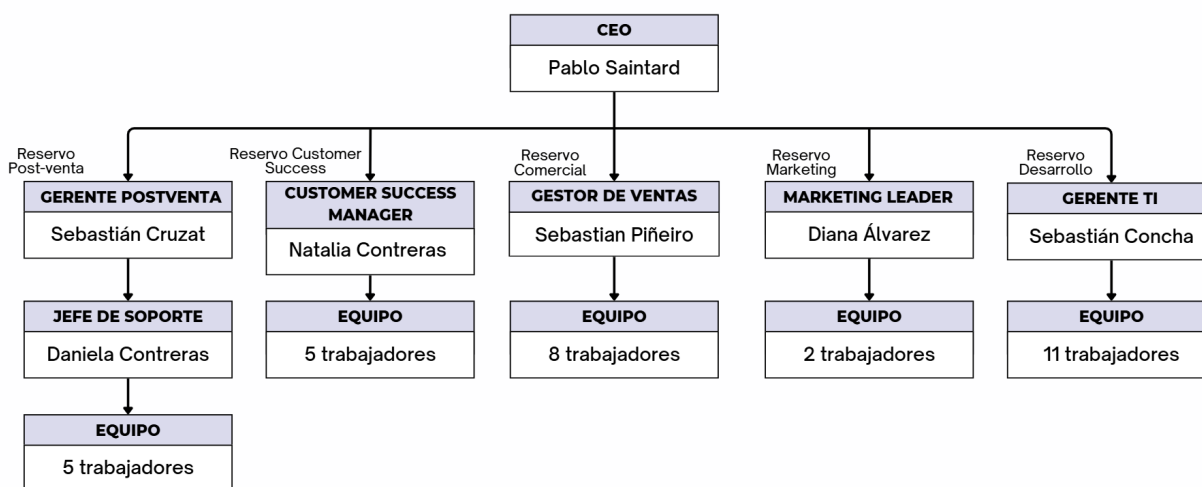 CEO
Pablo Saintard
Reservo
Post-venta
Reservo Customer
Success
Reservo
Comercial
Reservo
Marketing
Reservo
Desarrollo
GERENTE POSTVENTA
Sebastián Cruzat
CUSTOMER SUCCESS
MANAGER
Natalia Contreras
GESTOR DE VENTAS
Sebastian Piñeiro
MARKETING LEADER
Diana Álvarez
GERENTE TI
Sebastián Concha
JEFE DE SOPORTE
Daniela Contreras
EQUIPO
5 trabajadores
EQUIPO
8 trabajadores
EQUIPO
2 trabajadores
EQUIPO
11 trabajadores
EQUIPO
5 trabajadores